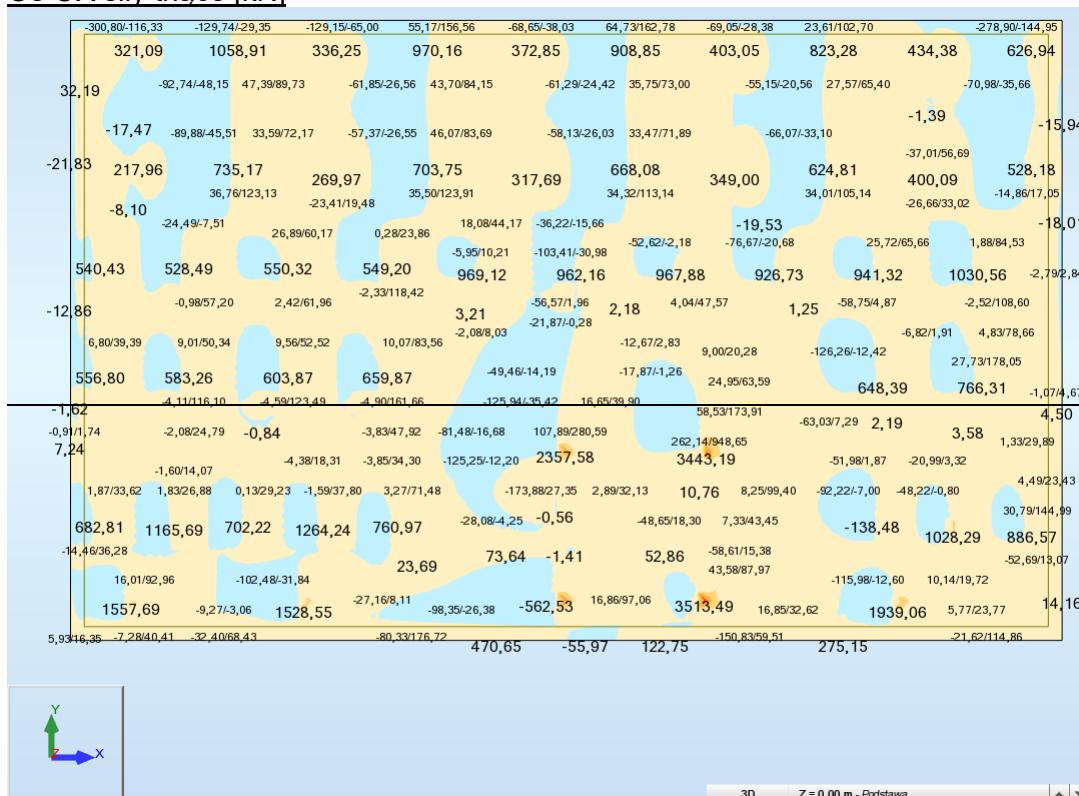 -300,80/-116,33 -129,74/-29,35 -129,15/-65,00 55,17/156,56 -68,65/-38,03 64,73/162,78 -69,05/-28,38 23,61/102,70 -278,90/-144,95
321,09 1058,91 336,25 970,16 372,85 908,85 403,05 823,28 434,38 626,94
32,19 -92,74/-48,15 47,39/89,73 -61,85/-26,56 43,70/84,15 -61,29/-24,42 35,75/73,00 -55,15/-20,56 27,57/65,40 -70,98/-35,66
-1,39
-17,47 -89,88/-45,51 33,59/72,17 -57,37/-26,55 46,07/83,69 -58,13/-26,03 33,47/71,89 -66,07/-33,10 -15,94
-37,01/56,69
-21,83 217,96 735,17 269,97 703,75 317,69 668,08 349,00 624,81 400,09 528,18
36,76/123,13 -23,41/19,48 35,50/123,91 34,32/113,14 34,01/105,14 -26,66/33,02 -14,86/17,05
-8,10
-24,49/-7,51 26,89/60,17 0,28/23,86 18,08/44,17 -36,22/-15,66 -19,53 -18,01
-5,95/10,21 -103,41/-30,98 -52,62/-2,18 -76,67/-20,68 25,72/65,66 1,88/84,53
540,43 528,49 550,32 549,20 969,12 962,16 967,88 926,73 941,32 1030,56 -2,79/2,84
-2,33/118,42
-12,86 -0,98/57,20 2,42/61,96 3,21 -56,57/1,96 2,18 4,04/47,57 1,25 -58,75/4,87 -2,52/108,60
-21,87/-0,28
6,80/39,39 9,01/50,34 9,56/52,52 10,07/83,56 -2,08/8,03 -12,67/2,83 9,00/20,28 -126,26/-12,42 -6,82/1,91 4,83/78,66
27,73/178,05
556,80 583,26 603,87 659,87 -49,46/-14,19 -17,87/-1,26 24,95/63,59 648,39 766,31 -1,07/4,67
-4,11/116,10 -4,59/123,49 -4,90/161,66 -125,94/-35,42 16,65/39,90
-1,62 58,53/173,91 4,50
-0,91/1,74 -2,08/24,79 -0,84 -3,83/47,92 -81,48/-16,68 107,89/280,59 262,14/948,65 -63,03/7,29 2,19 3,58 1,33/29,89
7,24 -1,60/14,07 -4,38/18,31 -3,85/34,30 -125,25/-12,20 2357,58 3443,19 -51,98/1,87 -20,99/3,32
4,49/23,43
1,87/33,62 1,83/26,88 0,13/29,23 -1,59/37,80 3,27/71,48 -173,88/27,35 2,89/32,13 10,76 8,25/99,40 -92,22/-7,00 -48,22/-0,80
30,79/144,99
682,81 1165,69 702,22 1264,24 760,97 -28,08/-4,25 -0,56 -48,65/18,30 7,33/43,45 -138,48 1028,29 886,57
-14,46/36,28 23,69 73,64 -1,41 52,86 -58,61/15,38 -52,69/13,07
43,58/87,97
16,01/92,96 -102,48/-31,84 -115,98/-12,60 10,14/19,72
1557,69 -9,27/-3,06 1528,55 -27,16/8,11 -98,35/-26,38 -562,53 16,86/97,06 3513,49 16,85/32,62 1939,06 5,77/23,77 14,16
5,93/16,35 -7,28/40,41 -37,40/68,43 -80,33/176,72 -150,83/59,51 -21,62/114,86
470,65 -55,97 122,75 275,15
Y
Z X
3D Z = 0.00 m - Podstawa